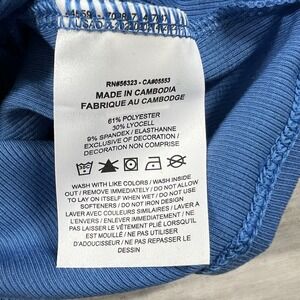 RN#56323 - CA#05553
MADE IN CAMBODIA
FABRIQUE AU CAMBODGE
61% POLYESTER
30% LYOCELL
9% SPANDEX / ELASTHANNE
EXCLUSIVE OF DECORATION /
DECORATION NON COMPRISE
WASH WITH LIKE COLORS / WASH INSIDE
OUT / REMOVE IMMEDIATELY / DO NOT ALLOW
TO LAY ON ITSELF WHEN WET / DO NOT USE
SOFTENERS / DO NOT IRON DESIGN
LAVER AVEC COULEURS SIMILAIRES / LAVER A
L'ENVERS / ENLEVER IMMEDIATEMENT / NE
PAS LAISSER LE VÊTEMENT PLIÉ LORSQU'IL
EST MOUILLÉ / NE PAS UTILISER
D'ADOUCISSEUR / NE PAS REPASSER LE
DESSIN